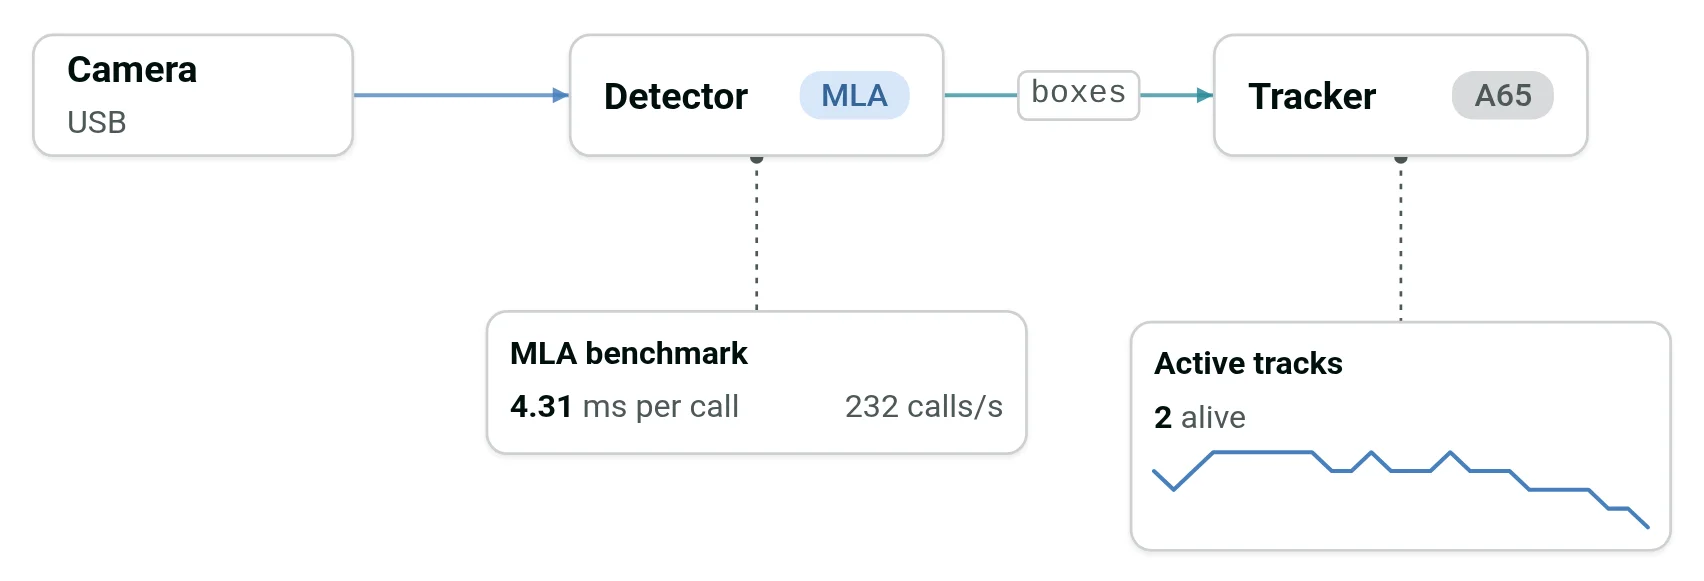 Camera
USB
Detector MLA
boxes
Tracker A65
MLA benchmark
4.31 ms per call 232 calls/s
Active tracks
2 alive